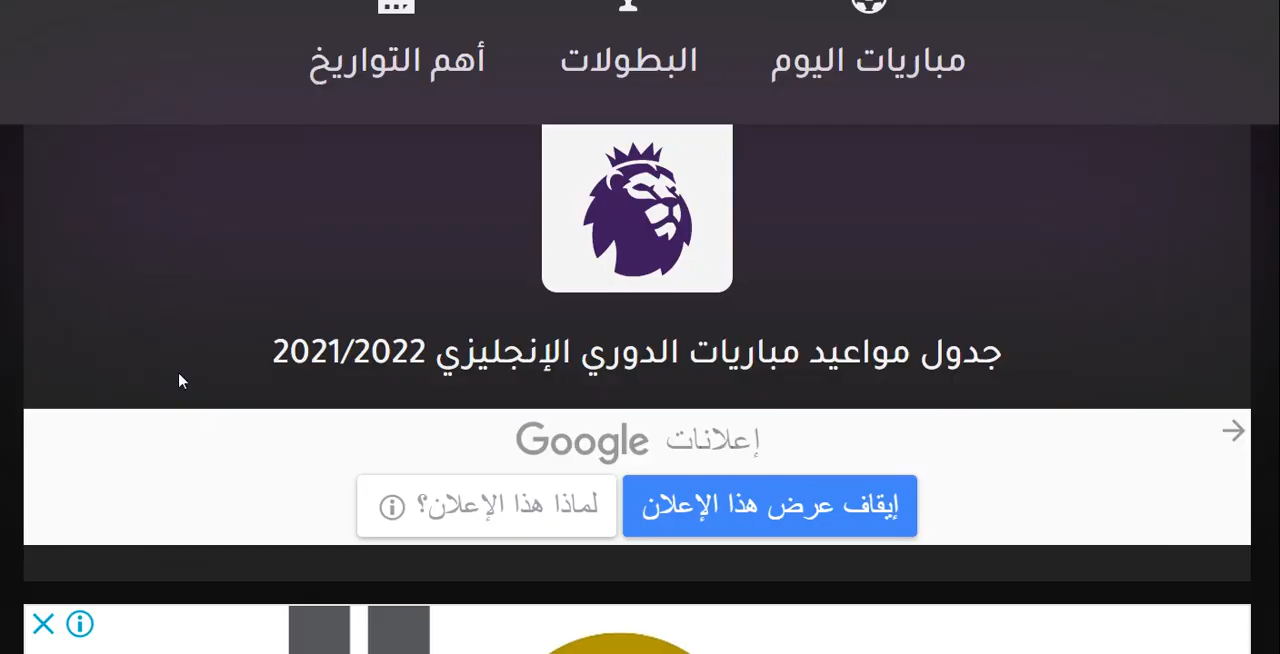 مباريات اليوم
البطولات
أهم التواريخ
جدول مواعيد مباريات الدوري الإنجليزي 2021/2022
إعلانات Google
إيقاف عرض هذا الإعلان
لماذا هذا الإعلان؟